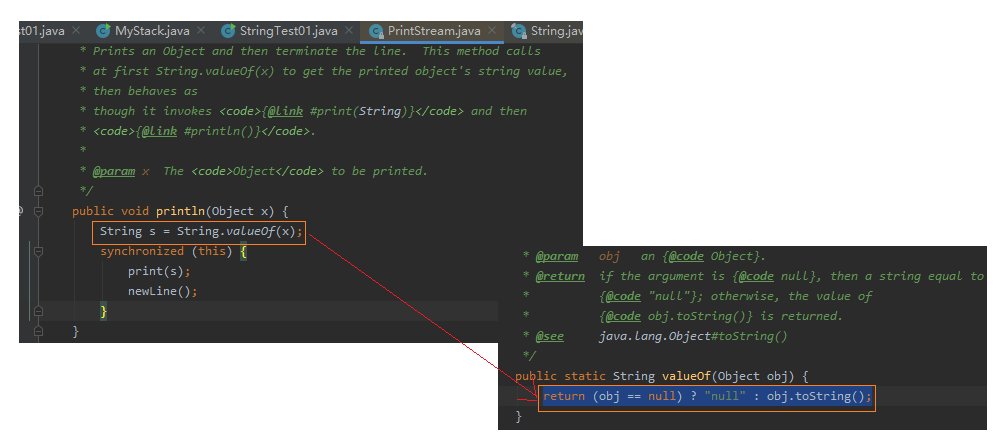 t01.java MyStack.java StringTest01.java PrintStream.java String.jav
* Prints an Object and then terminate the line.  This method calls
* at first String.valueOf(x) to get the printed object's string value,
* then behaves as
* though it invokes <code>{@link #print(String)}</code> and then
* <code>{@link #println()}</code>.
*
* @param x  The <code>Object</code> to be printed.
*/
public void println(Object x) {
String s = String.valueOf(x);
synchronized (this) {
print(s);
newLine();
}
}
* @param   obj   an {@code Object}.
* @return  if the argument is {@code null}, then a string equal to
*          {@code "null"}; otherwise, the value of
*          {@code obj.toString()} is returned.
* @see     java.lang.Object#toString()
*/
public static String valueOf(Object obj) {
return (obj == null) ? "null" : obj.toString();
}